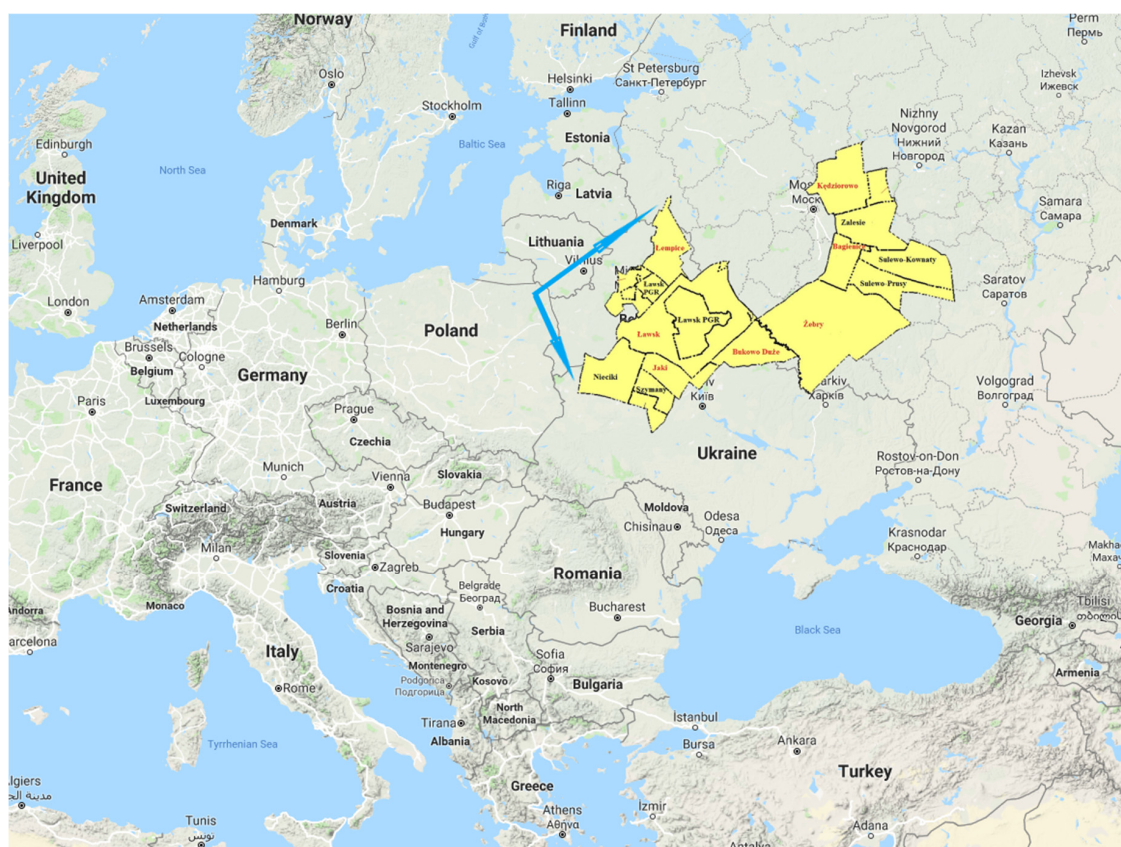 Norway
Finland
Perm
Пермь
Oslo
Helsinki
St Petersburg
Санкт-Петербург
Izhevsk
Ижевск
Stockholm
Tallinn
Edinburgh
North Sea
Baltic Sea
Estonia
Nizhny
Novgorod
Нижний
Новгород
Kazan
Казань
United
Kingdom
Riga
Latvia
Kędziorowo
Denmark
Samara
Самара
Liverpool
Lithuania
Zalesie
Łempice
Sulewo-Kownaty
Hamburg
Ławsk
PGR
Sulewo-Prusy
Saratov
Саратов
London
Amsterdam
Netherlands
Berlin
Poland
Ławsk PGR
Żebry
Ławsk
Brussels
Belgium
Cologne
Germany
Bukowo Duże
Jaki
Nieciki
Szymany
Volgograd
Волгоград
Luxembourg
Paris
Prague
Київ
Харків
Czechia
Ukraine
Rostov-on-Don
Ростов-на-Дону
France
Munich
Vienna
Slovakia
Switzerland
Austria
Budapest
Moldova
Chisinau
Odesa
Одеса
Hungary
Krasnodar
Краснодар
Milan
Slovenia
Zagreb
Romania
Croatia
Belgrade
Београд
Monaco
Bosnia and
Herzegovina
Bucharest
Tbilisi
Georgia
Serbia
Black Sea
Italy
Sarajevo
Montenegro
Sofia
София
Armenia
Podgorica
Подгорица
Kosovo
Bulgaria
Rome
North
Macedonia
Tirana
Albania
Istanbul
Tyrrhenian Sea
Bursa
Ankara
Turkey
Greece
Izmir
Athens
Αθήνα
Tunis
تونس
Adana